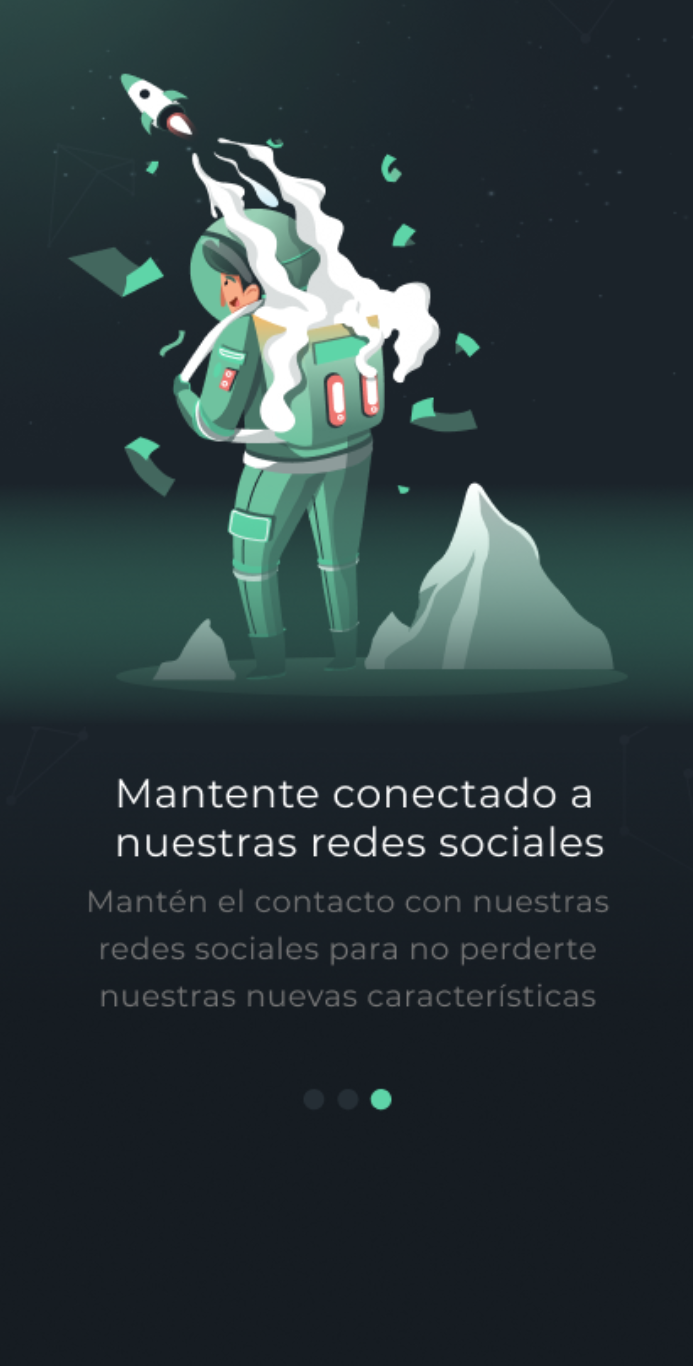 Mantente conectado a
nuestras redes sociales
Mantén el contacto con nuestras
redes sociales para no perderte
nuestras nuevas características